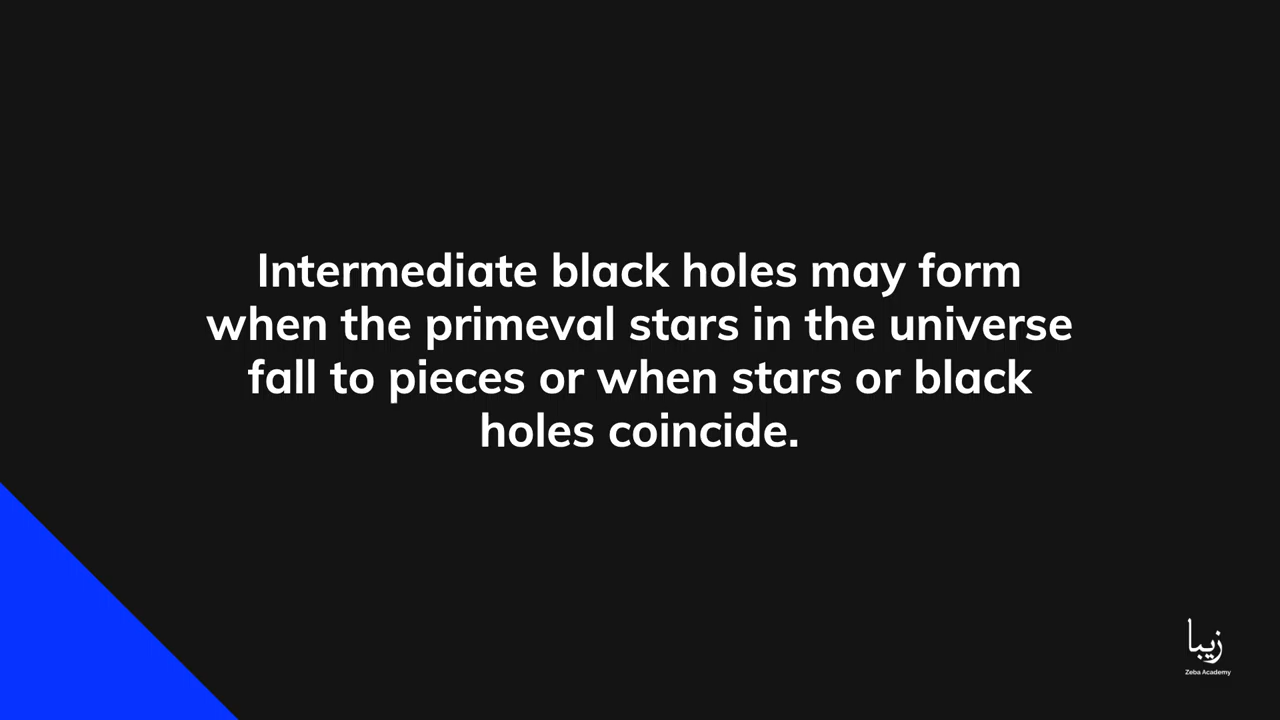 Intermediate black holes may form
when the primeval stars in the universe
fall to pieces or when stars or black
holes coincide.
زیبا
Zeba Academy